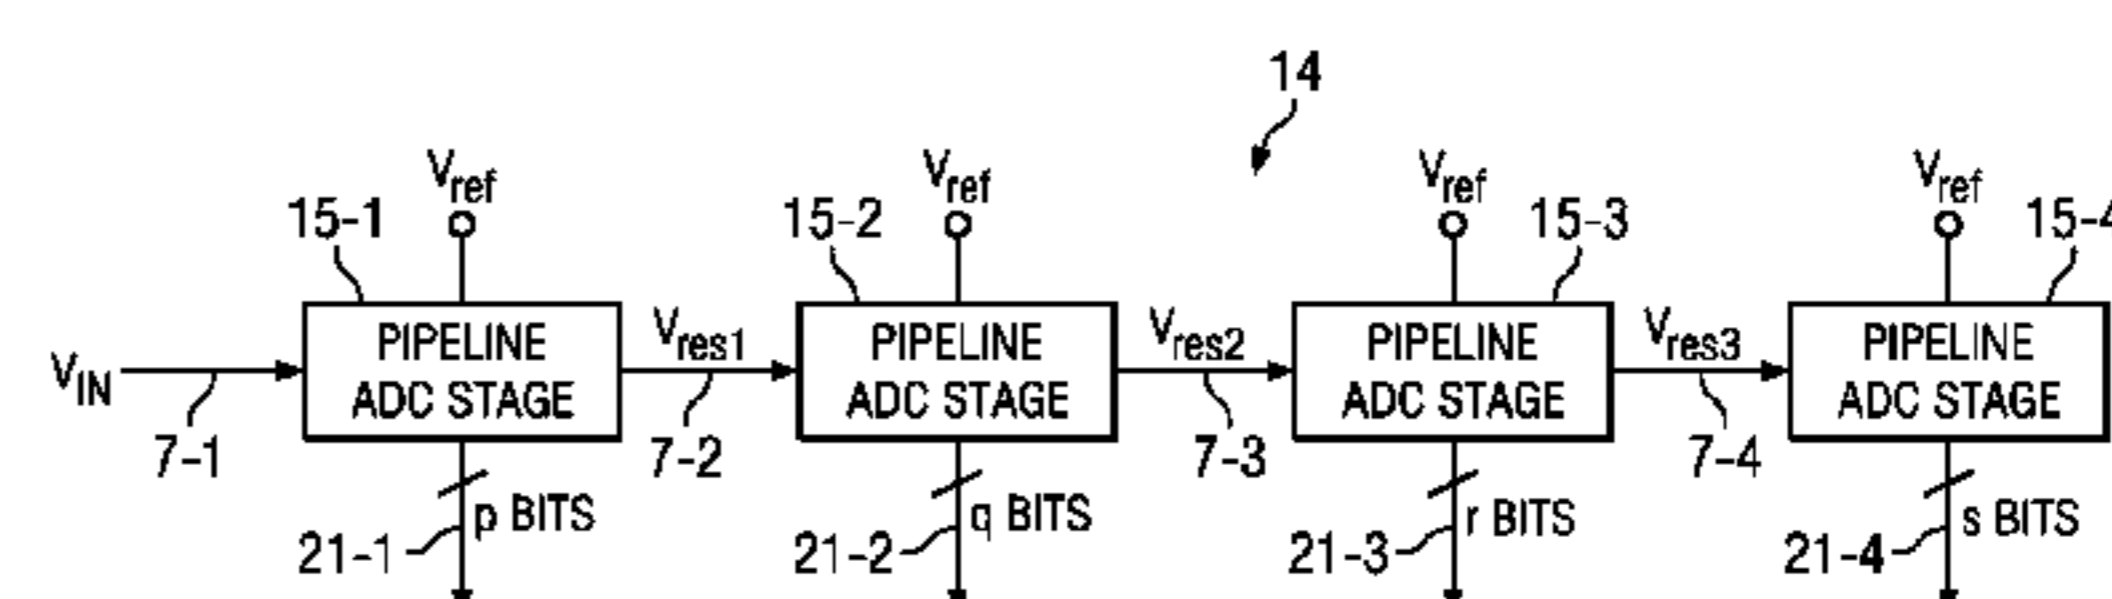 14
Vref Vref Vref Vref
15-1 15-2 15-3 15-4
VIN Vres1 Vres2 Vres3
PIPELINE PIPELINE PIPELINE PIPELINE
ADC STAGE ADC STAGE ADC STAGE ADC STAGE
7-1 7-2 7-3 7-4
p BITS q BITS r BITS s BITS
21-1 21-2 21-3 21-4